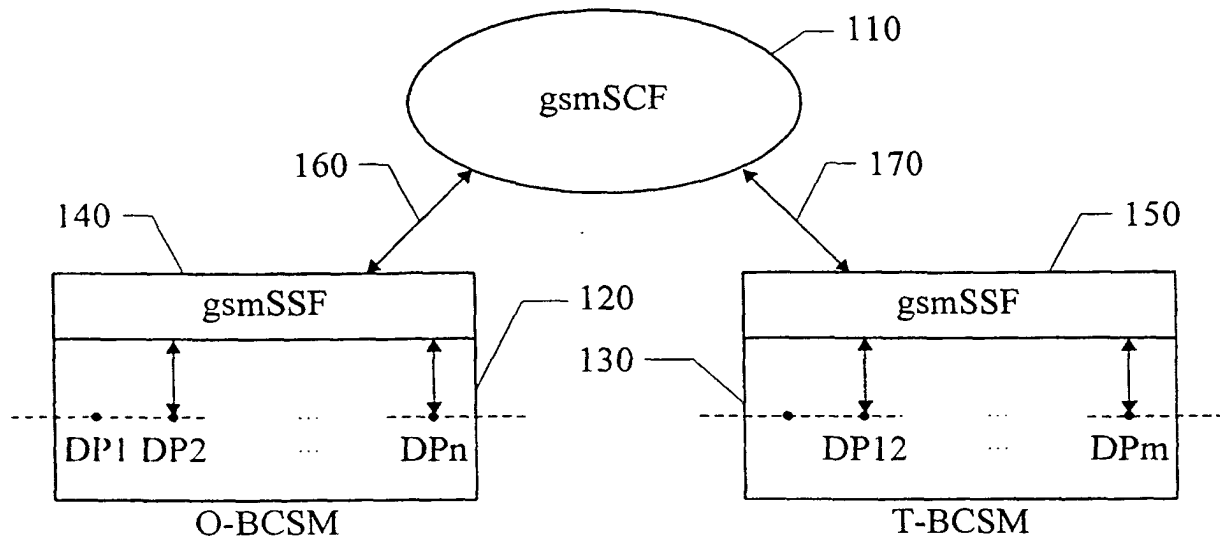 110
gsmSCF
160
170
140
150
gsmSSF
120
gsmSSF
130
DP1 DP2 ... DPn
DP12 ... DPm
O-BCSM
T-BCSM